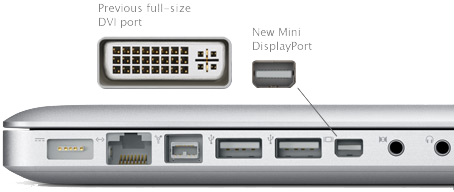 Previous full-size
DVI port
New Mini
DisplayPort